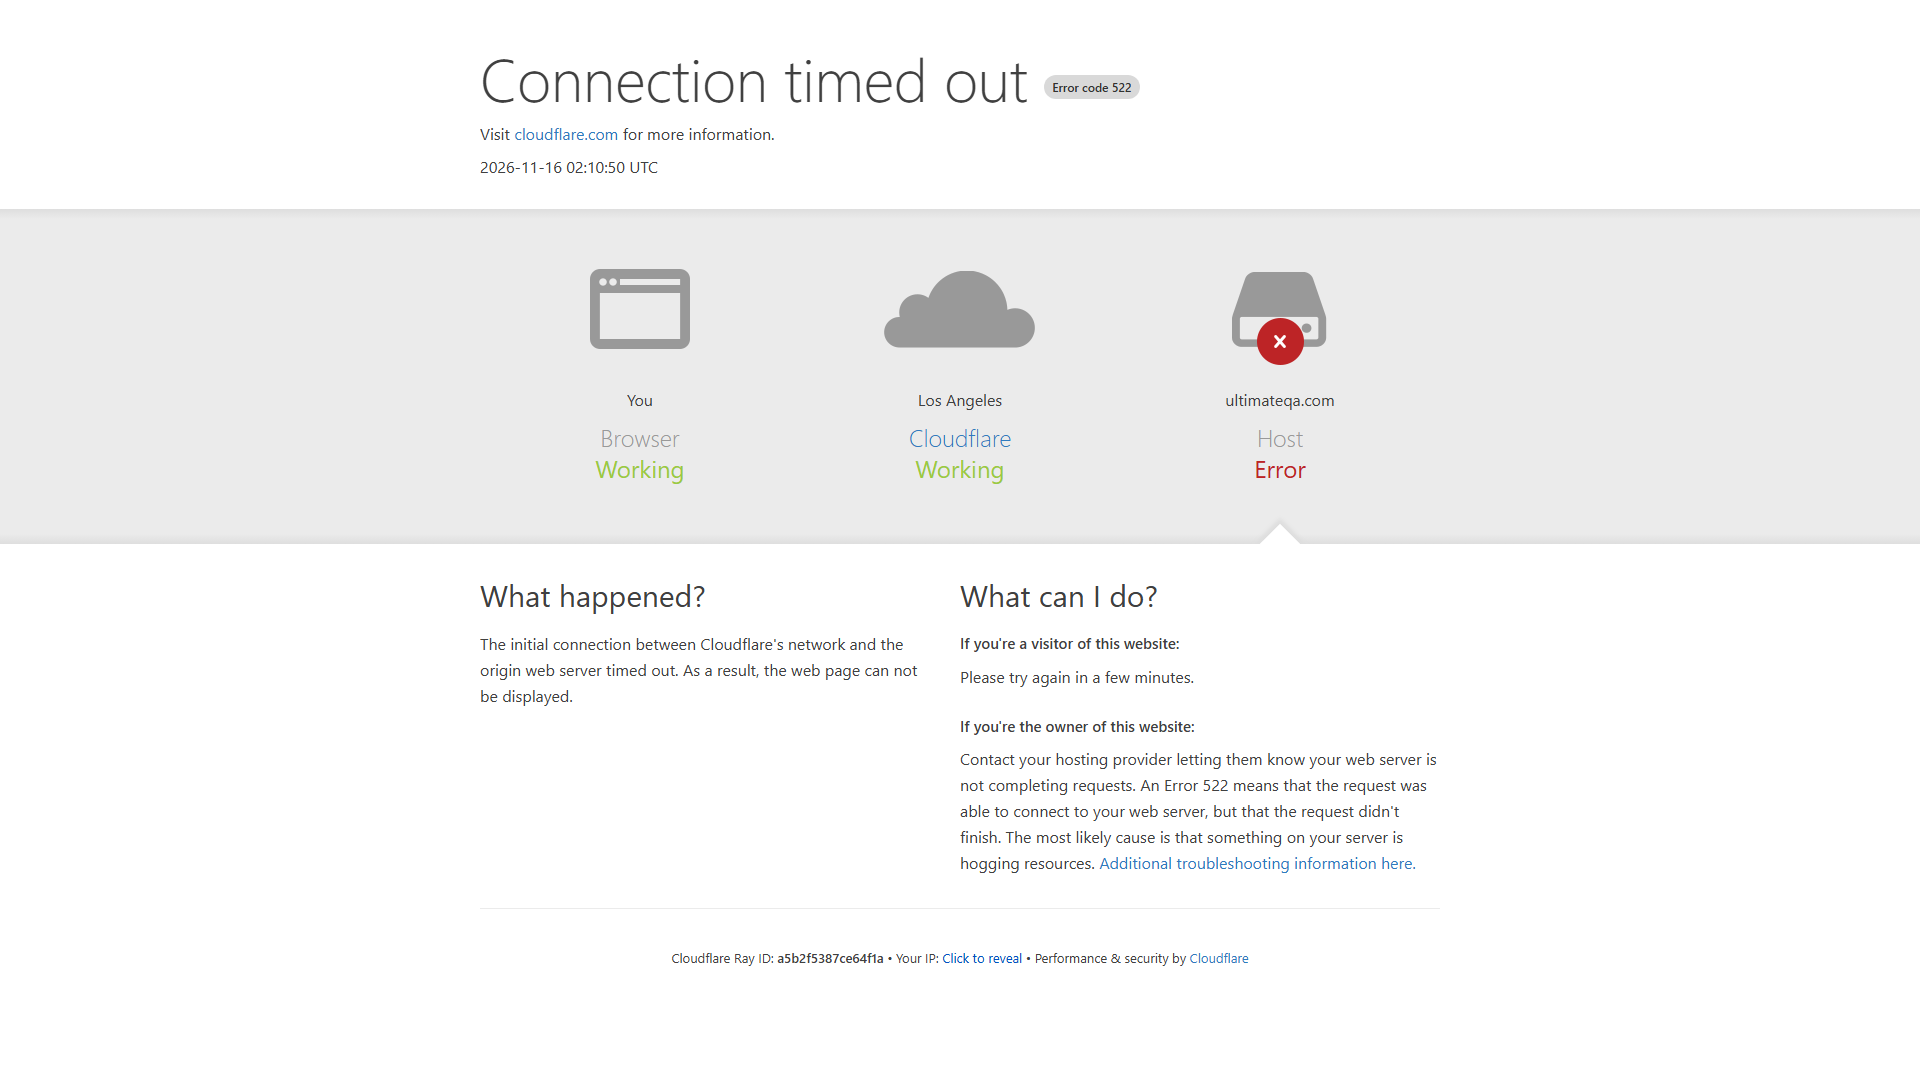 Connection timed out Error code 522
Visit cloudflare.com for more information.
2026-11-16 02:10:50 UTC
You
Browser
Working
Los Angeles
Cloudflare
Working
ultimateqa.com
Host
Error
What happened?
The initial connection between Cloudflare's network and the
origin web server timed out. As a result, the web page can not
be displayed.
What can I do?
If you're a visitor of this website:
Please try again in a few minutes.
If you're the owner of this website:
Contact your hosting provider letting them know your web server is
not completing requests. An Error 522 means that the request was
able to connect to your web server, but that the request didn't
finish. The most likely cause is that something on your server is
hogging resources. Additional troubleshooting information here.
Cloudflare Ray ID: a5b2f5387ce64f1a • Your IP: Click to reveal • Performance & security by Cloudflare